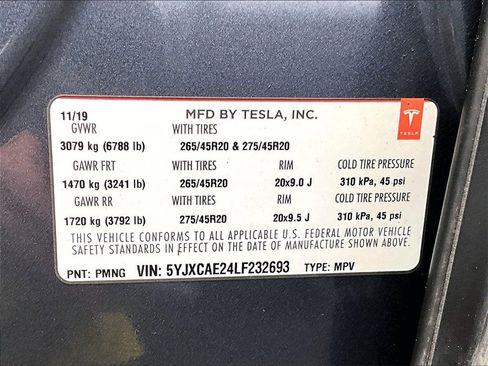 11/19 MFD BY TESLA, INC.
GVWR WITH TIRES
3079 kg (6788 lb) 265/45R20 & 275/45R20
TESLA
GAWR FRT WITH TIRES RIM COLD TIRE PRESSURE
1470 kg (3241 lb) 265/45R20 20x9.0 J 310 kPa, 45 psi
GAWR RR WITH TIRES RIM COLD TIRE PRESSURE
1720 kg (3792 lb) 275/45R20 20x9.5 J 310 kPa, 45 psi
THIS VEHICLE CONFORMS TO ALL APPLICABLE U.S. FEDERAL MOTOR VEHICLE
SAFETY STANDARDS IN EFFECT ON THE DATE OF MANUFACTURE SHOWN ABOVE.
PNT: PMNG VIN: 5YJXCAE24LF232693 TYPE: MPV